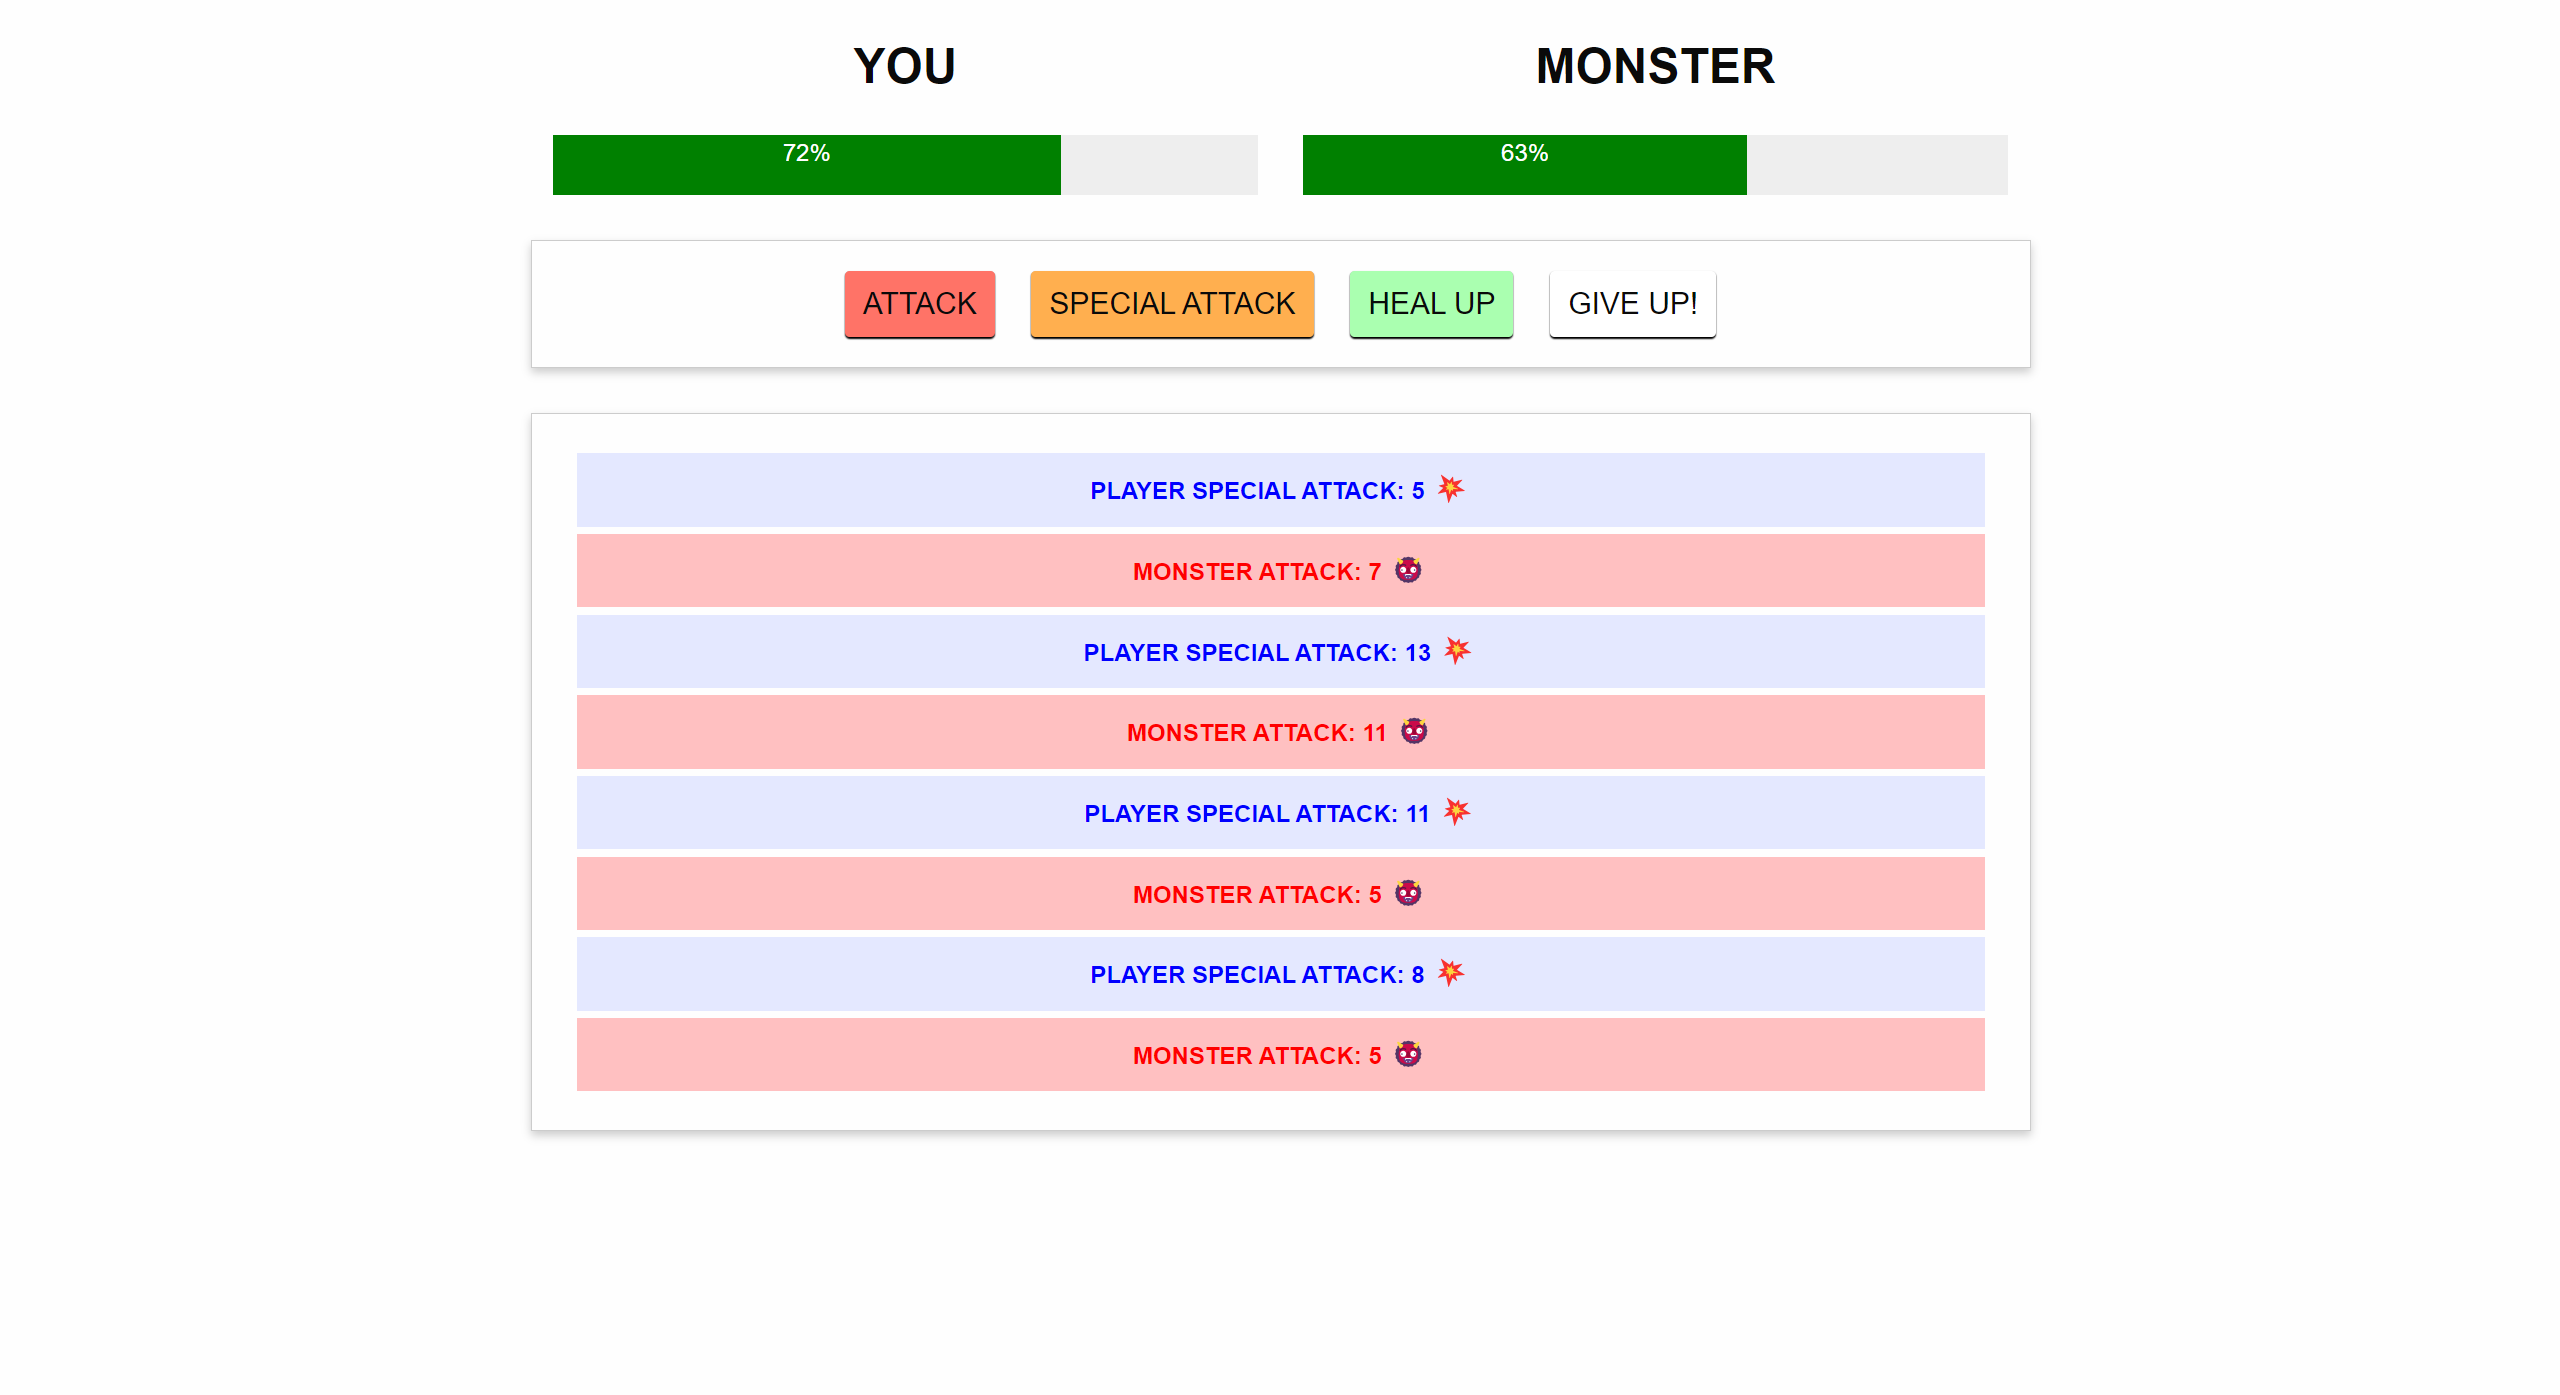 YOU MONSTER
72% 63%
ATTACK SPECIAL ATTACK HEAL UP GIVE UP!
PLAYER SPECIAL ATTACK: 5 💥
MONSTER ATTACK: 7
PLAYER SPECIAL ATTACK: 13 💥
MONSTER ATTACK: 11
PLAYER SPECIAL ATTACK: 11 💥
MONSTER ATTACK: 5
PLAYER SPECIAL ATTACK: 8 💥
MONSTER ATTACK: 5